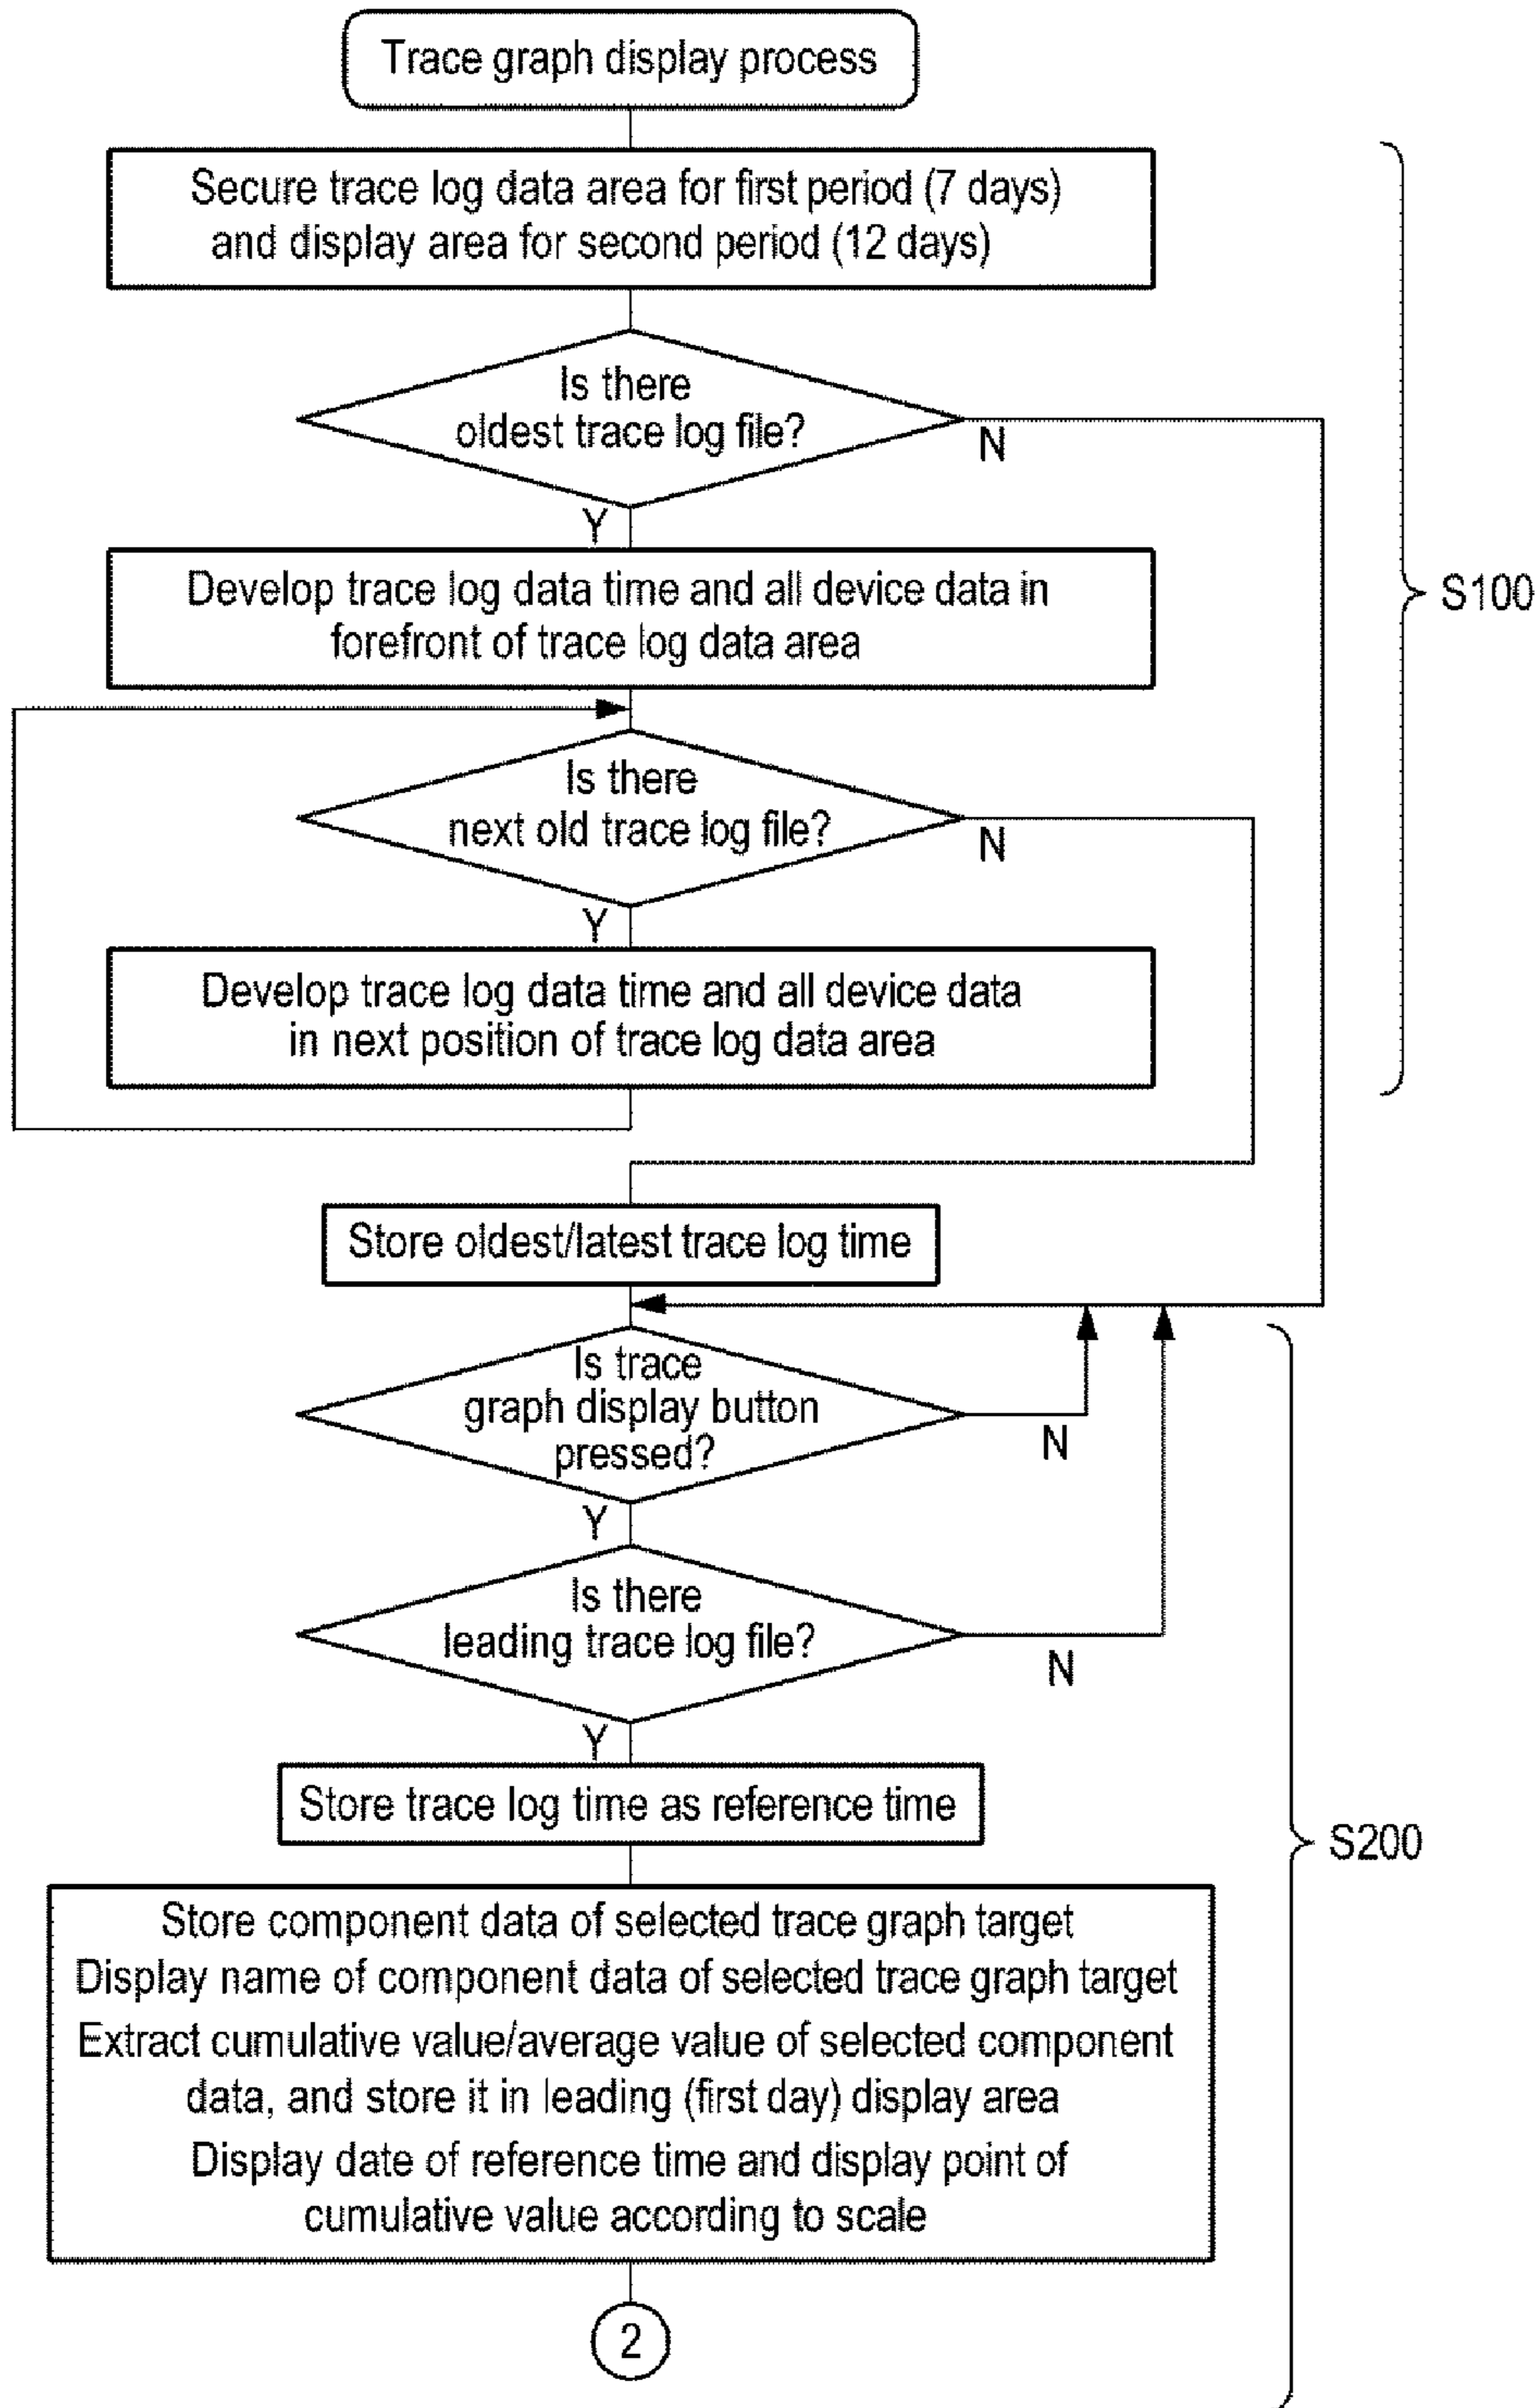 Trace graph display process
Secure trace log data area for first period (7 days)
and display area for second period (12 days)
Is there
oldest trace log file?
N
Y
Develop trace log data time and all device data in
forefront of trace log data area
S100
Is there
next old trace log file?
N
Y
Develop trace log data time and all device data
in next position of trace log data area
Store oldest/latest trace log time
Is trace
graph display button
pressed?
N
Y
Is there
leading trace log file?
N
Y
Store trace log time as reference time
S200
Store component data of selected trace graph target
Display name of component data of selected trace graph target
Extract cumulative value/average value of selected component
data, and store it in leading (first day) display area
Display date of reference time and display point of
cumulative value according to scale
2